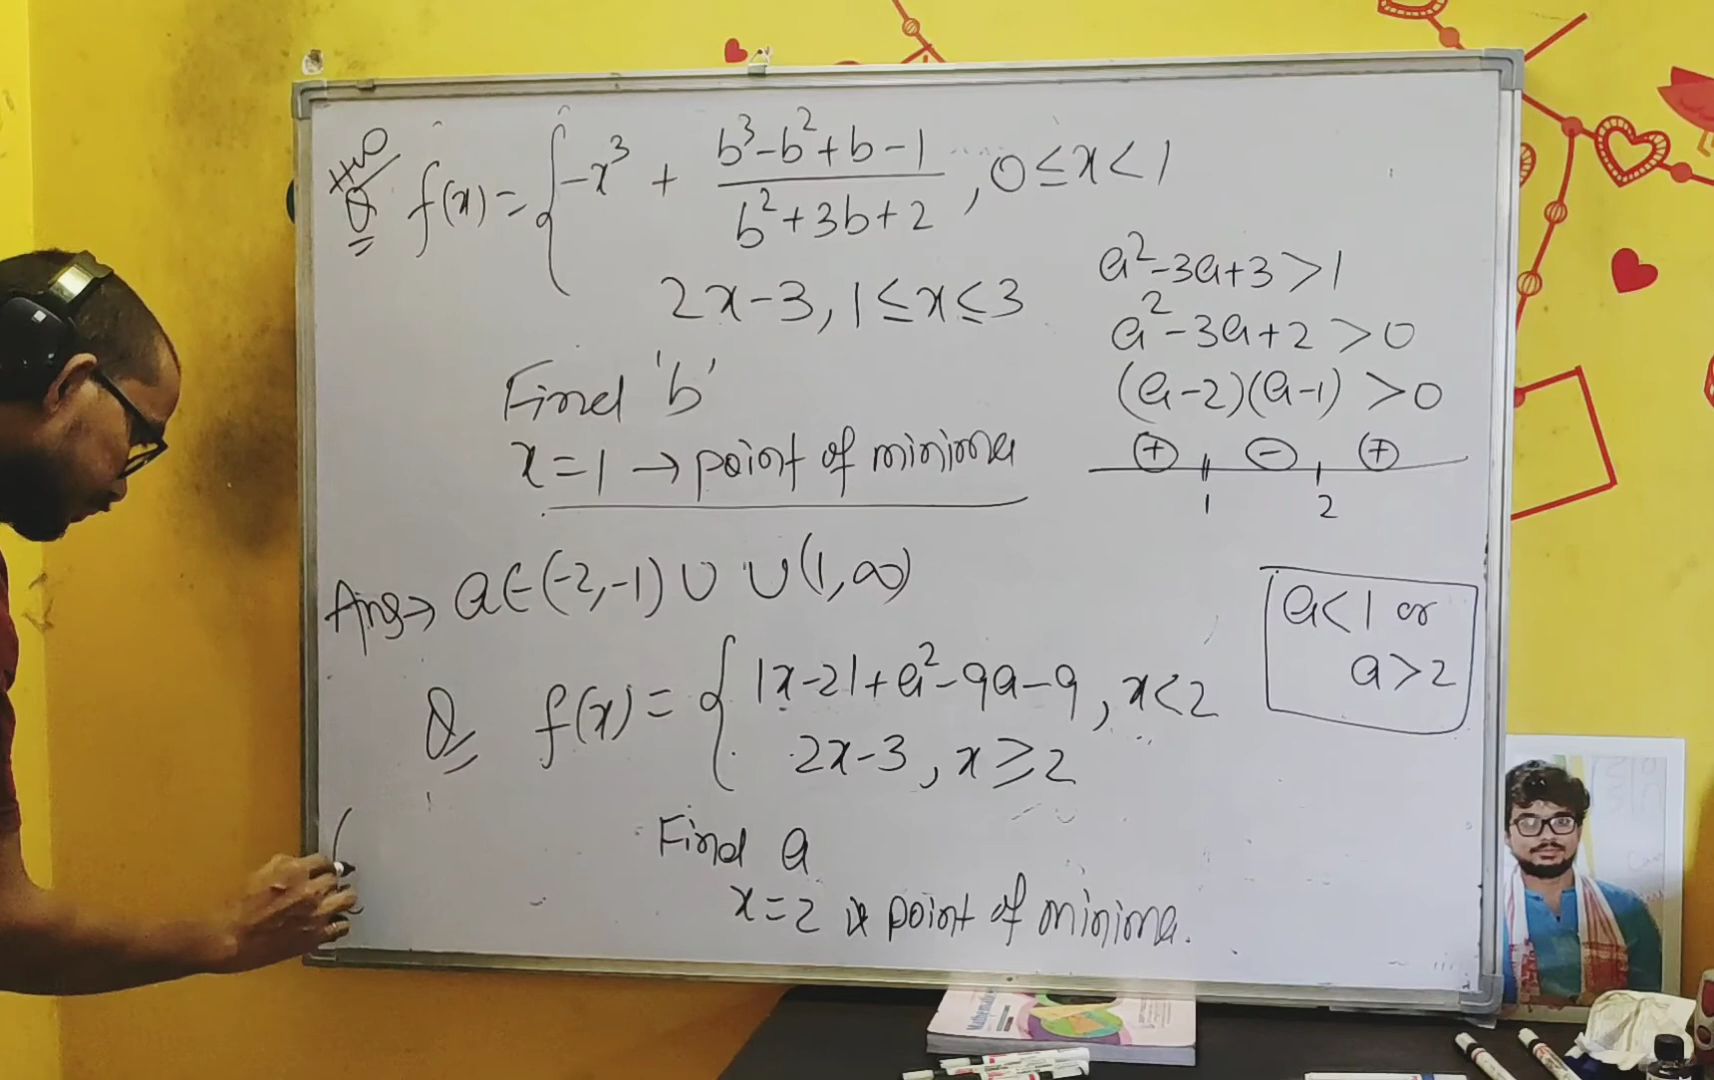 HW
Q f(x) = { -x³ + (b³-b²+b-1)/(b²+3b+2) , 0≤x<1
2x-3, 1≤x≤3
Find 'b'
x=1 → point of minima
a²-3a+3>1
a²-3a+2>0
(a-2)(a-1)>0
+ - +
1 2
a<1 or
a>2
Ans→ a∈(-2,-1) ∪ ∪(1,∞)
Q f(x) = { |x-2|+a²-9a-9, x<2
2x-3, x≥2
Find a
x=2 is point of minima.
Mathematics